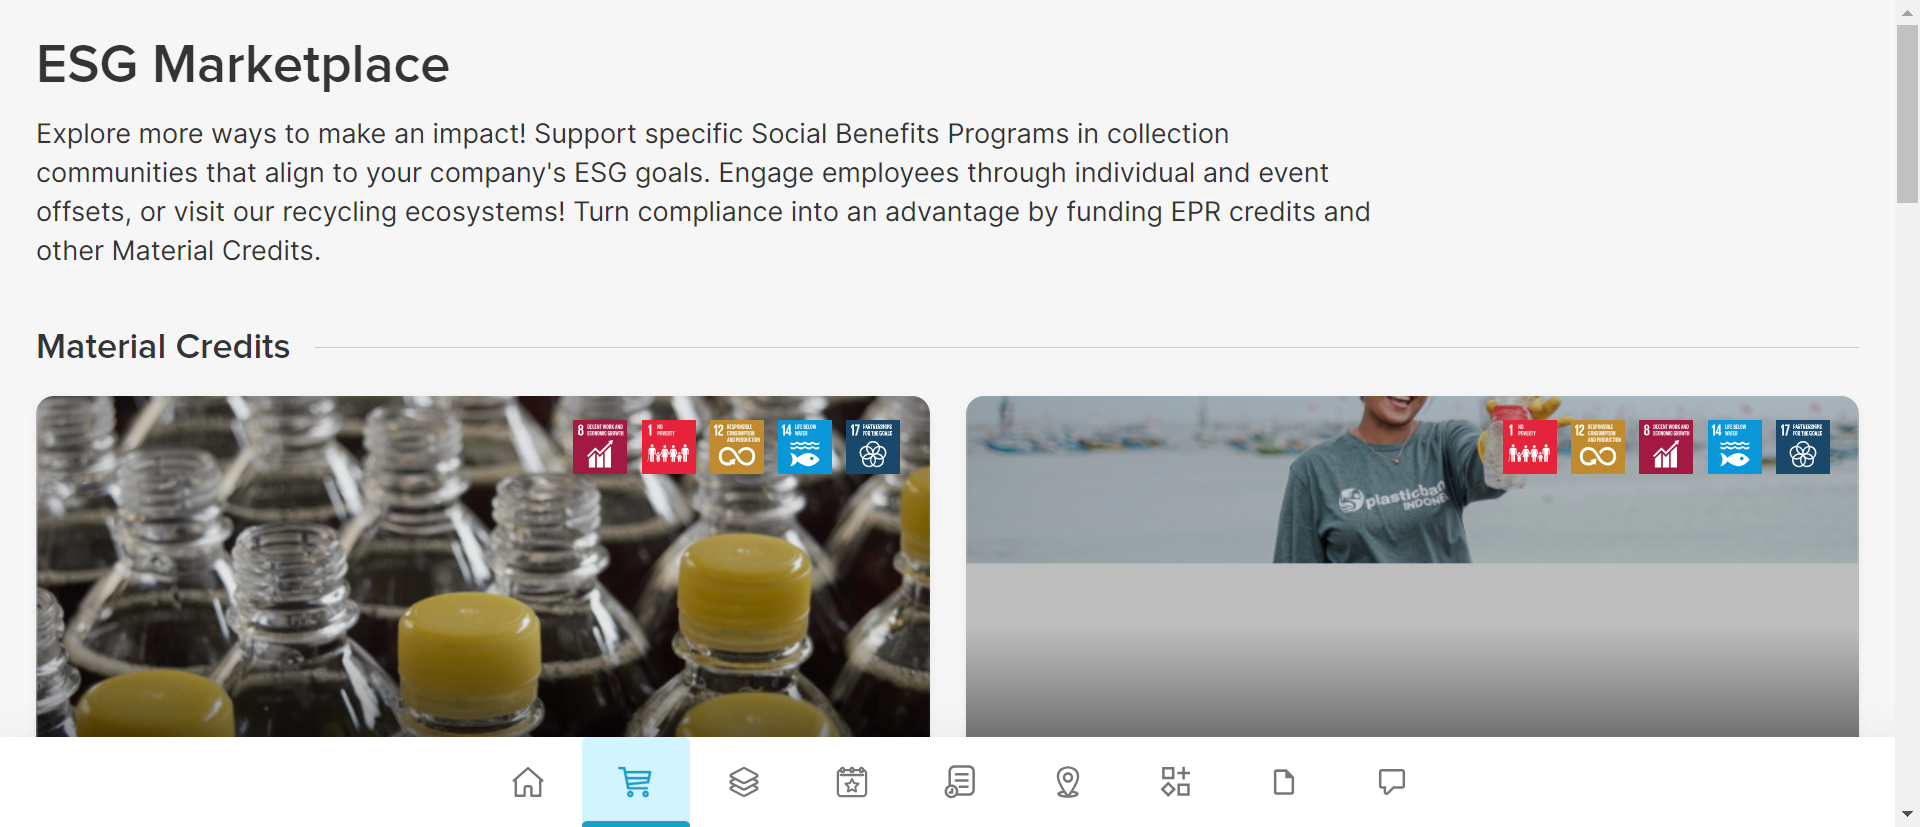 ESG Marketplace
Explore more ways to make an impact! Support specific Social Benefits Programs in collection
communities that align to your company's ESG goals. Engage employees through individual and event
offsets, or visit our recycling ecosystems! Turn compliance into an advantage by funding EPR credits and
other Material Credits.
Material Credits
8 DECENT WORK AND
ECONOMIC GROWTH
1 NO
POVERTY
12 RESPONSIBLE
CONSUMPTION
AND PRODUCTION
14 LIFE BELOW
WATER
17 PARTNERSHIPS
FOR THE GOALS
1 NO
POVERTY
12 RESPONSIBLE
CONSUMPTION
AND PRODUCTION
8 DECENT WORK AND
ECONOMIC GROWTH
14 LIFE BELOW
WATER
17 PARTNERSHIPS
FOR THE GOALS
plasticban
INDONE